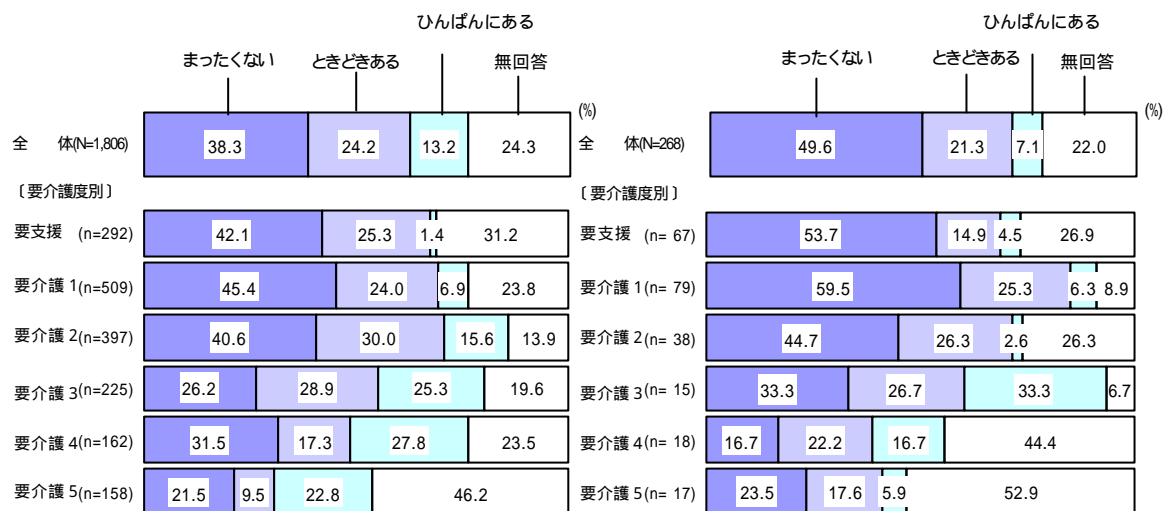 ひんぱんにある
まったくない ときどきある 無回答
(%)
全 体(N=1,806) 38.3 24.2 13.2 24.3
〔要介護度別〕
要支援 (n=292) 42.1 25.3 1.4 31.2
要介護 1(n=509) 45.4 24.0 6.9 23.8
要介護 2(n=397) 40.6 30.0 15.6 13.9
要介護 3(n=225) 26.2 28.9 25.3 19.6
要介護 4(n=162) 31.5 17.3 27.8 23.5
要介護 5(n=158) 21.5 9.5 22.8 46.2
ひんぱんにある
まったくない ときどきある 無回答
(%)
全 体(N=268) 49.6 21.3 7.1 22.0
〔要介護度別〕
要支援 (n= 67) 53.7 14.9 4.5 26.9
要介護 1(n= 79) 59.5 25.3 6.3 8.9
要介護 2(n= 38) 44.7 26.3 2.6 26.3
要介護 3(n= 15) 33.3 26.7 33.3 6.7
要介護 4(n= 18) 16.7 22.2 16.7 44.4
要介護 5(n= 17) 23.5 17.6 5.9 52.9